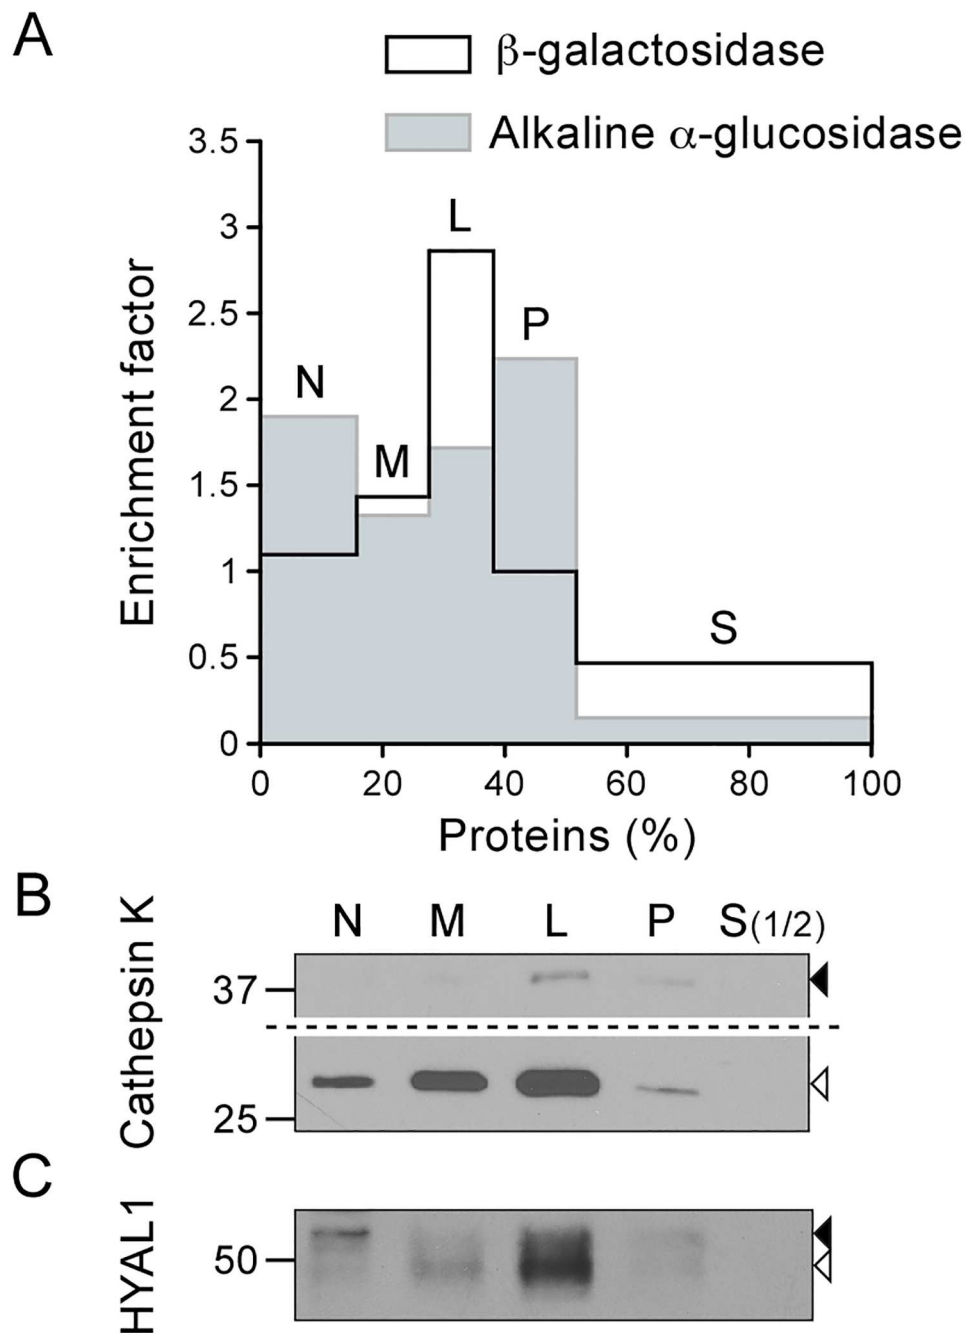 A
β-galactosidase
Alkaline α-glucosidase
3.5
3
2.5
2
1.5
1
0.5
0
Enrichment factor
N
M
L
P
S
0 20 40 60 80 100
Proteins (%)
B
Cathepsin K
N M L P S(1/2)
37
25
C
HYAL1
50